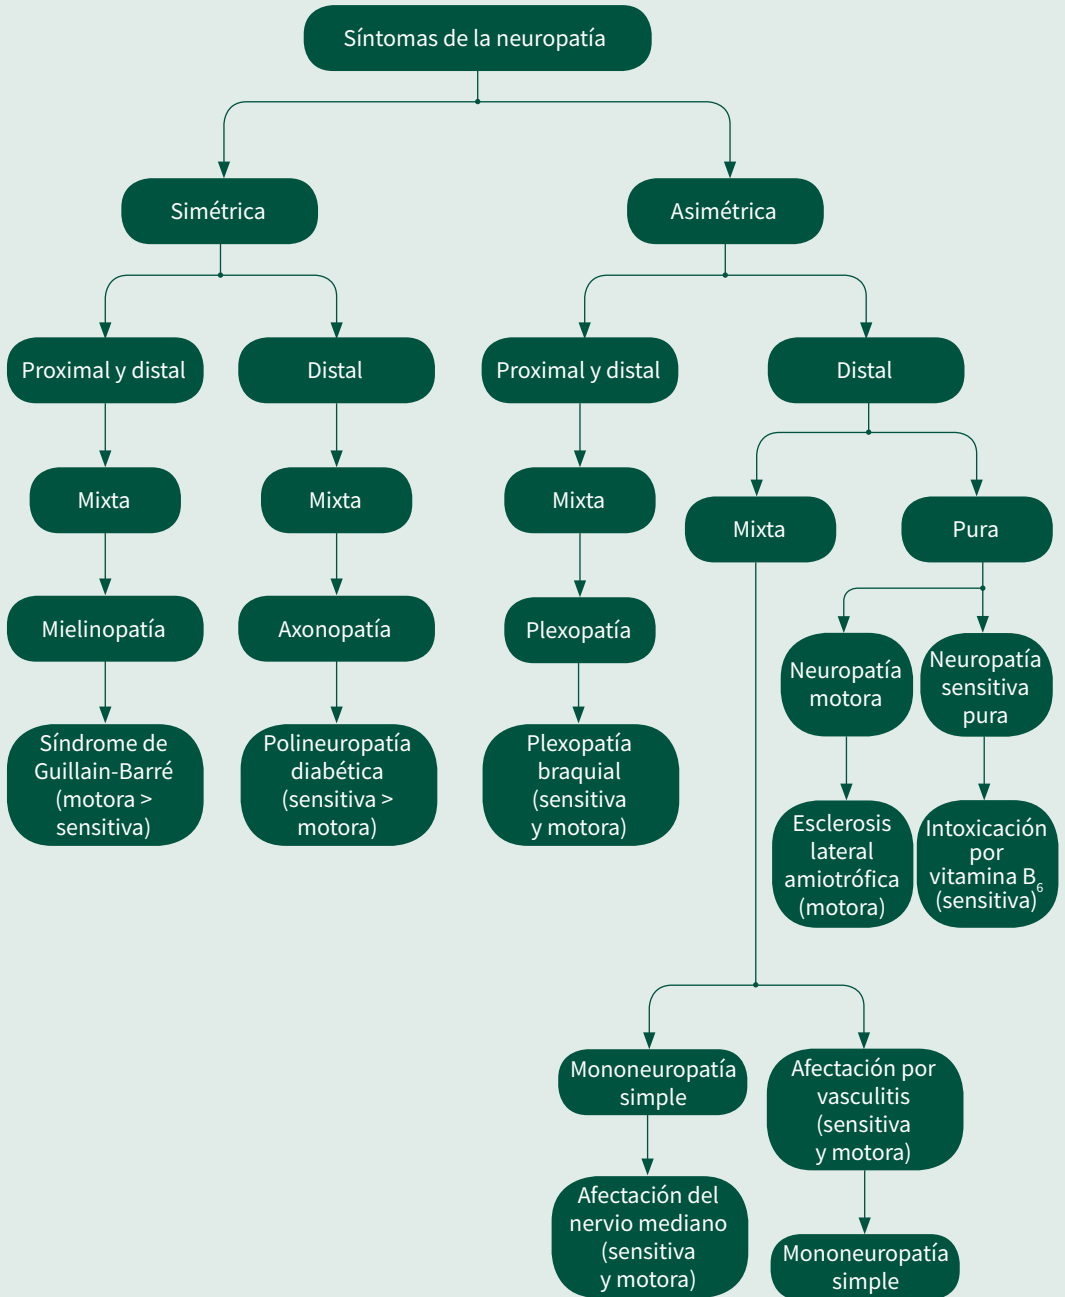 Síntomas de la neuropatía
Simétrica
Asimétrica
Proximal y distal
Distal
Proximal y distal
Distal
Mixta
Mixta
Mixta
Mixta
Pura
Mielinopatía
Axonopatía
Plexopatía
Neuropatía
motora
Neuropatía
sensitiva
pura
Síndrome de
Guillain-Barré
(motora >
sensitiva)
Polineuropatía
diabética
(sensitiva >
motora)
Plexopatía
braquial
(sensitiva
y motora)
Esclerosis
lateral
amiotrófica
(motora)
Intoxicación
por
vitamina B₆
(sensitiva)
Mononeuropatía
simple
Afectación por
vasculitis
(sensitiva
y motora)
Afectación del
nervio mediano
(sensitiva
y motora)
Mononeuropatía
simple